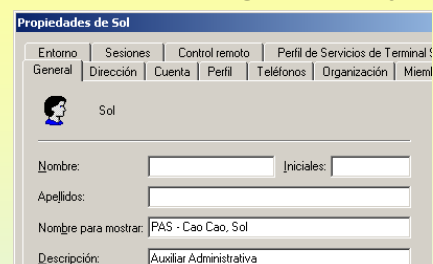 Propiedades de Sol
Entorno Sesiones Control remoto Perfil de Servicios de Terminal
General Dirección Cuenta Perfil Teléfonos Organización
Sol
Nombre: Iniciales:
Apellidos:
Nombre para mostrar: PAS - Cao Cao, Sol
Descripción: Auxiliar Administrativa